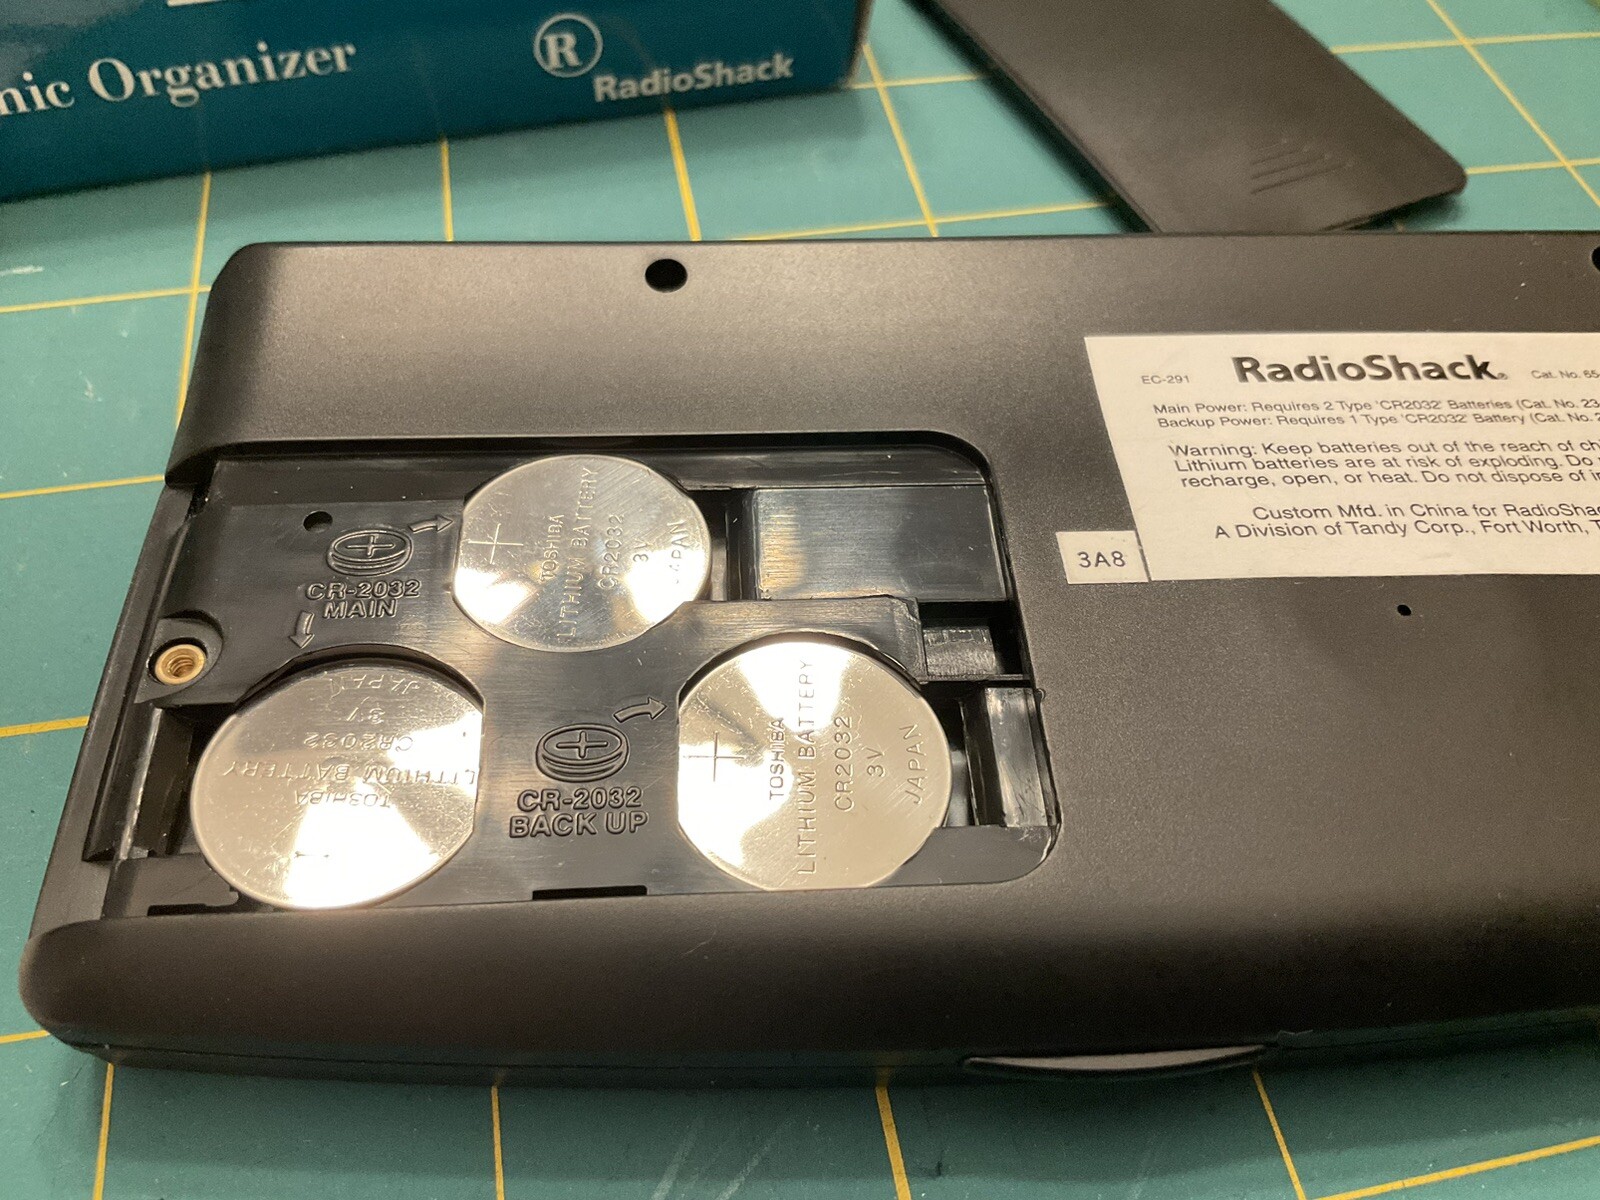 Organizer
R
RadioShack
EC-291 RadioShack® Cat. No.
Main Power: Requires 2 Type 'CR2032' Batteries (Cat. No. 23-
Backup Power: Requires 1 Type 'CR2032' Battery (Cat. No.
Warning: Keep batteries out of the reach of
Lithium batteries are at risk of exploding. Do
recharge, open, or heat. Do not dispose of
Custom Mfd. in China for
A Division of Tandy Corp., Fort Worth,
3A8
CR-2032
MAIN
+
TOSHIBA
LITHIUM BATTERY
CR2032
3V
JAPAN
+
TOSHIBA
LITHIUM BATTERY
CR2032
3V
JAPAN
CR-2032
BACK UP
+
TOSHIBA
LITHIUM BATTERY
CR2032
3V
JAPAN